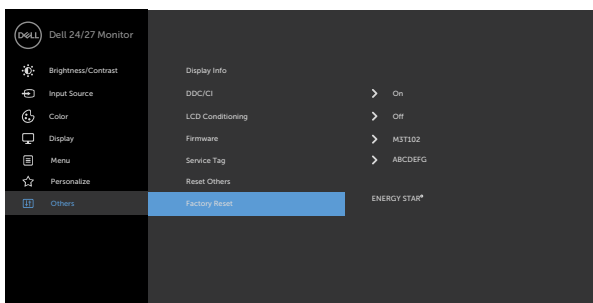 DELL Dell 24/27 Monitor
Brightness/Contrast Display Info
Input Source DDC/CI On
Color LCD Conditioning Off
Display Firmware M3T102
Menu Service Tag ABCDEFG
Personalize Reset Others
Others Factory Reset ENERGY STAR®